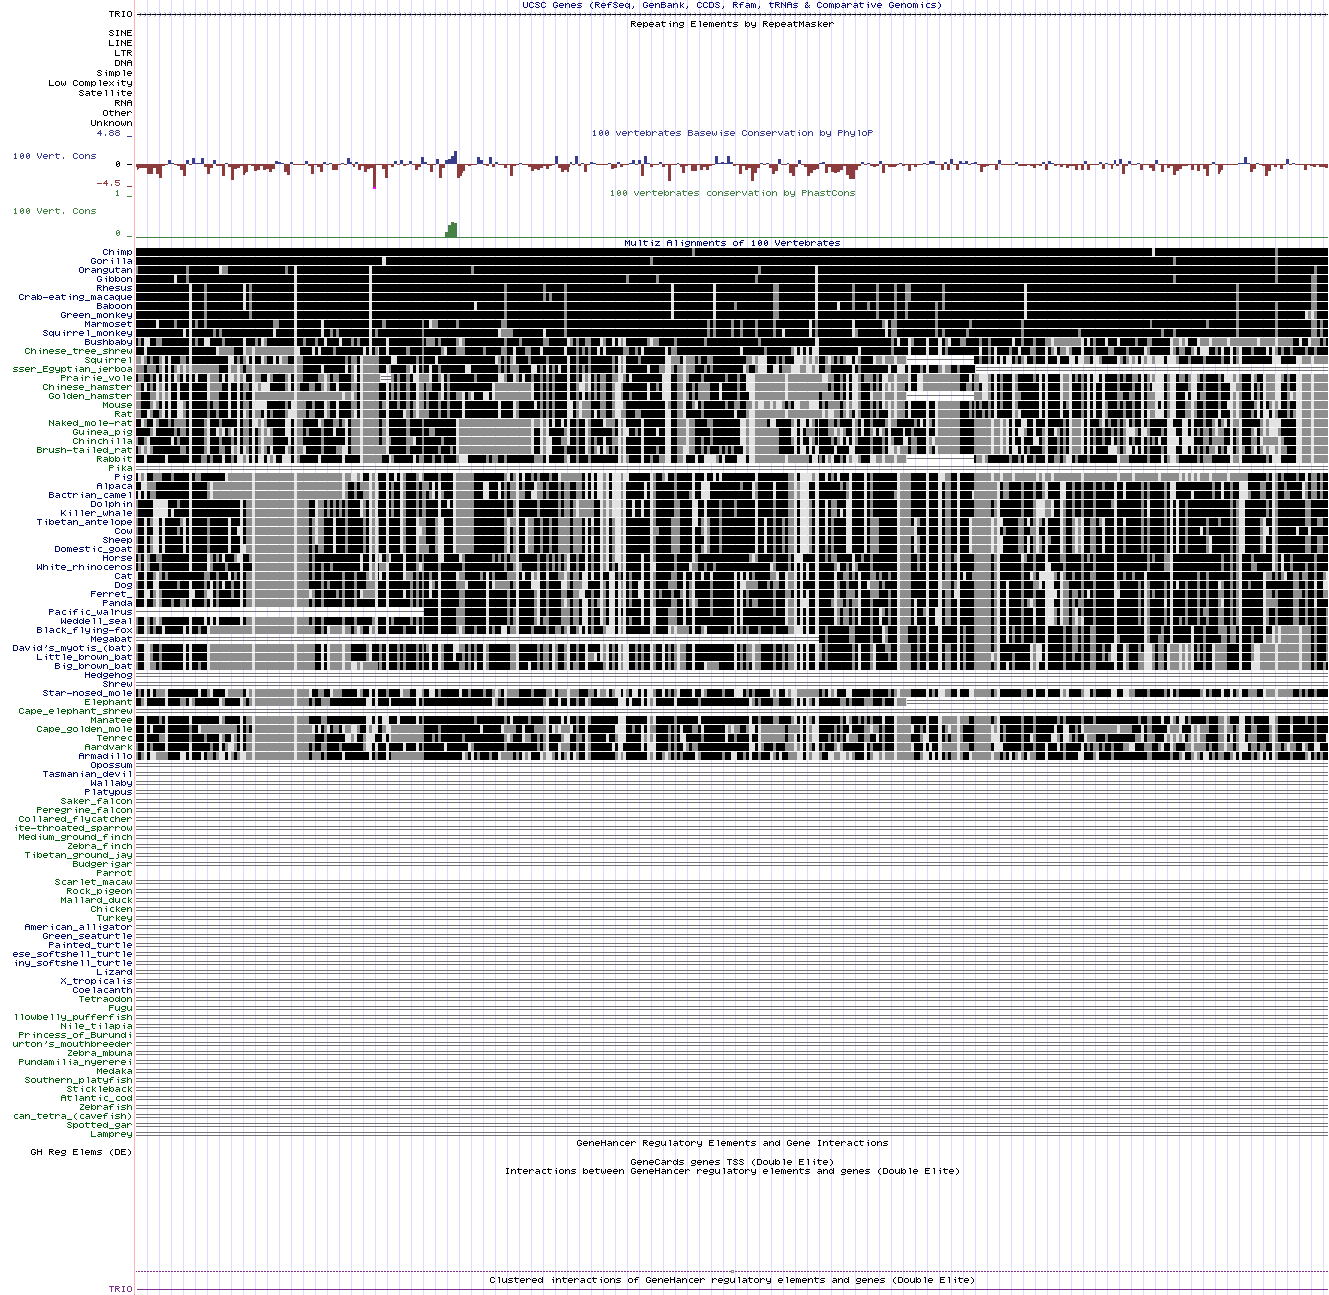 UCSC Genes (RefSeq, GenBank, CCDS, Rfam, tRNAs & Comparative Genomics)
TRIO
Repeating Elements by RepeatMasker
SINE
LINE
LTR
DNA
Simple
Low Complexity
Satellite
RNA
Other
Unknown
4.88 _
100 vertebrates Basewise Conservation by PhyloP
100 Vert. Cons
0 _
-4.5 _
100 vertebrates conservation by PhastCons
1 _
100 Vert. Cons
0 _
Multiz Alignments of 100 Vertebrates
Chimp
Gorilla
Orangutan
Gibbon
Rhesus
Crab-eating_macaque
Baboon
Green_monkey
Marmoset
Squirrel_monkey
Bushbaby
Chinese_tree_shrew
Squirrel
sser_Egyptian_jerboa
Prairie_vole
Chinese_hamster
Golden_hamster
Mouse
Rat
Naked_mole-rat
Guinea_pig
Chinchilla
Brush-tailed_rat
Rabbit
Pika
Pig
Alpaca
Bactrian_camel
Dolphin
Killer_whale
Tibetan_antelope
Cow
Sheep
Domestic_goat
Horse
White_rhinoceros
Cat
Dog
Ferret_
Panda
Pacific_walrus
Weddell_seal
Black_flying-fox
Megabat
David's_myotis_(bat)
Little_brown_bat
Big_brown_bat
Hedgehog
Shrew
Star-nosed_mole
Elephant
Cape_elephant_shrew
Manatee
Cape_golden_mole
Tenrec
Aardvark
Armadillo
Opossum
Tasmanian_devil
Wallaby
Platypus
Saker_falcon
Peregrine_falcon
Collared_flycatcher
ite-throated_sparrow
Medium_ground_finch
Zebra_finch
Tibetan_ground_jay
Budgerigar
Parrot
Scarlet_macaw
Rock_pigeon
Mallard_duck
Chicken
Turkey
American_alligator
Green_seaturtle
Painted_turtle
ese_softshell_turtle
iny_softshell_turtle
Lizard
X_tropicalis
Coelacanth
Tetraodon
Fugu
llowbelly_pufferfish
Nile_tilapia
Princess_of_Burundi
urton's_mouthbreeder
Zebra_mbuna
Pundamilia_nyererei
Medaka
Southern_platyfish
Stickleback
Atlantic_cod
Zebrafish
can_tetra_(cavefish)
Spotted_gar
Lamprey
GeneHancer Regulatory Elements and Gene Interactions
GH Reg Elems (DE)
GeneCards genes TSS (Double Elite)
Interactions between GeneHancer regulatory elements and genes (Double Elite)
Clustered interactions of GeneHancer regulatory elements and genes (Double Elite)
TRIO